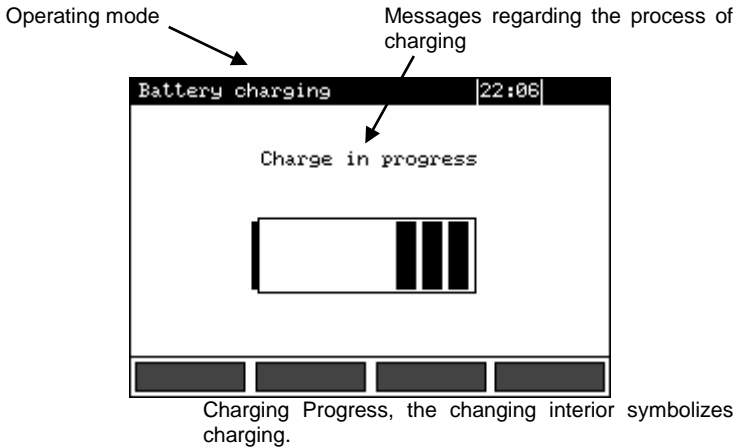 Operating mode
Messages regarding the process of
charging
Battery charging 22:06
Charge in progress
Charging Progress, the changing interior symbolizes
charging.